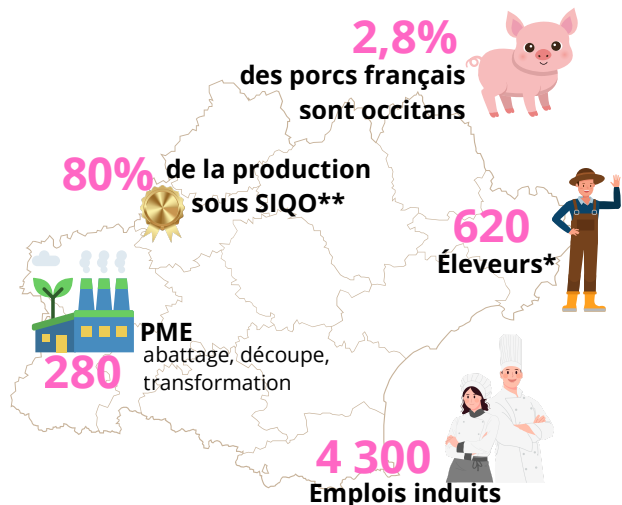 2,8%
des porcs français
sont occitans
80% de la production
sous SIQO**
620
Éleveurs*
280
PME
abattage, découpe,
transformation
4 300
Emplois induits